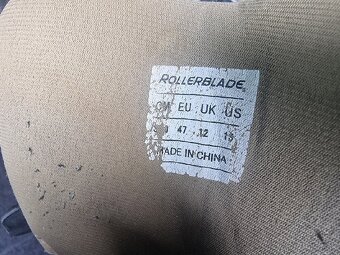 ROLLERBLADE
CM EU UK US
47 12 13
MADE IN CHINA